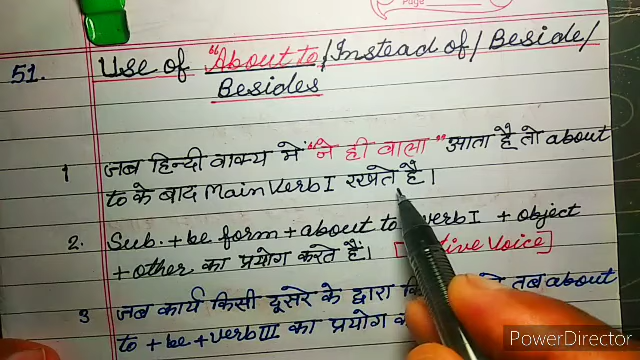 Page
51. Use of "About to/Instead of/Beside/
Besides
1 जब हिन्दी वाक्य में "ने ही वाला" आता है तो about
to के बाद Main Verb I रखते है।
2. Sub. + be form + about to verb I + object
+ other का प्रयोग करते हैं। Voice]
3 जब कार्य किसी दूसरे के द्वारा तब about
to + be + verb III का प्रयोग
PowerDirector